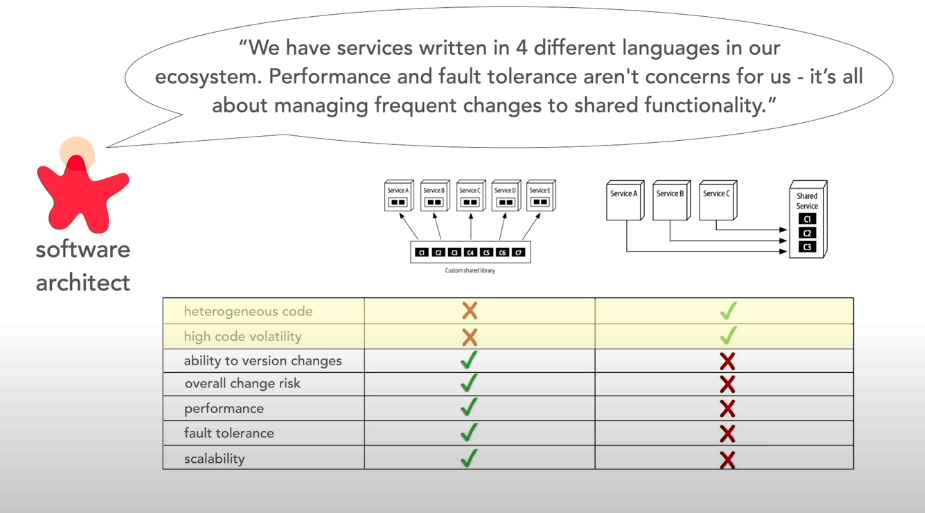 “We have services written in 4 different languages in our
ecosystem. Performance and fault tolerance aren't concerns for us - it’s all
about managing frequent changes to shared functionality.”
software
architect
Service A
Service B
Service C
Service D
Service E
C1 C2 C3 C4 C5 C6 C7
Custom shared library
Service A
Service B
Service C
Shared
Service
C1
C2
C3
heterogeneous code
high code volatility
ability to version changes
overall change risk
performance
fault tolerance
scalability